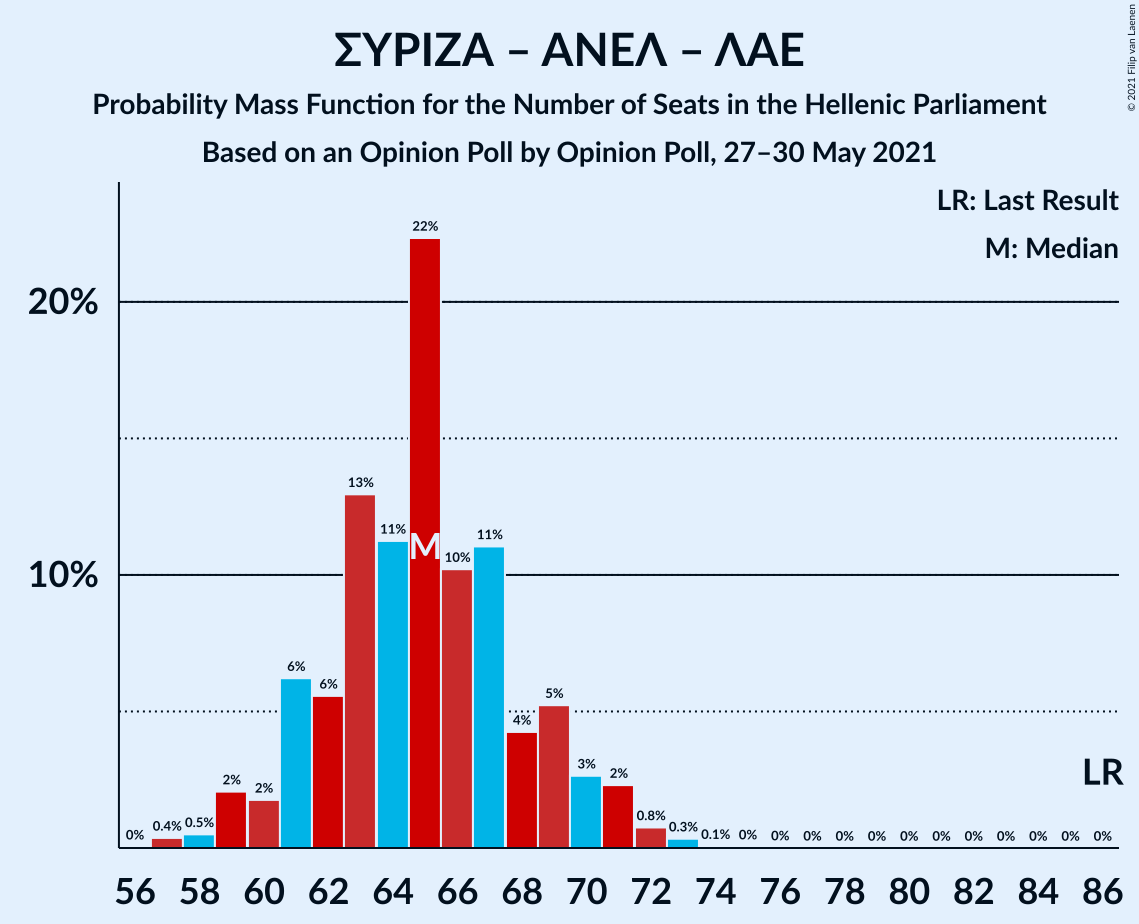 ΣΥΡΙΖΑ – ΑΝΕΛ – ΛΑΕ
Probability Mass Function for the Number of Seats in the Hellenic Parliament
Based on an Opinion Poll by Opinion Poll, 27–30 May 2021
© 2021 Filip van Laenen
LR: Last Result
M: Median
20%
10%
0% 0.4% 0.5% 2% 2% 6% 6% 13% 11% 22% 10% 11% 4% 5% 3% 2% 0.8% 0.3% 0.1% 0% 0% 0% 0% 0% 0% 0% 0% 0% 0% 0% 0%
M
LR
56 58 60 62 64 66 68 70 72 74 76 78 80 82 84 86